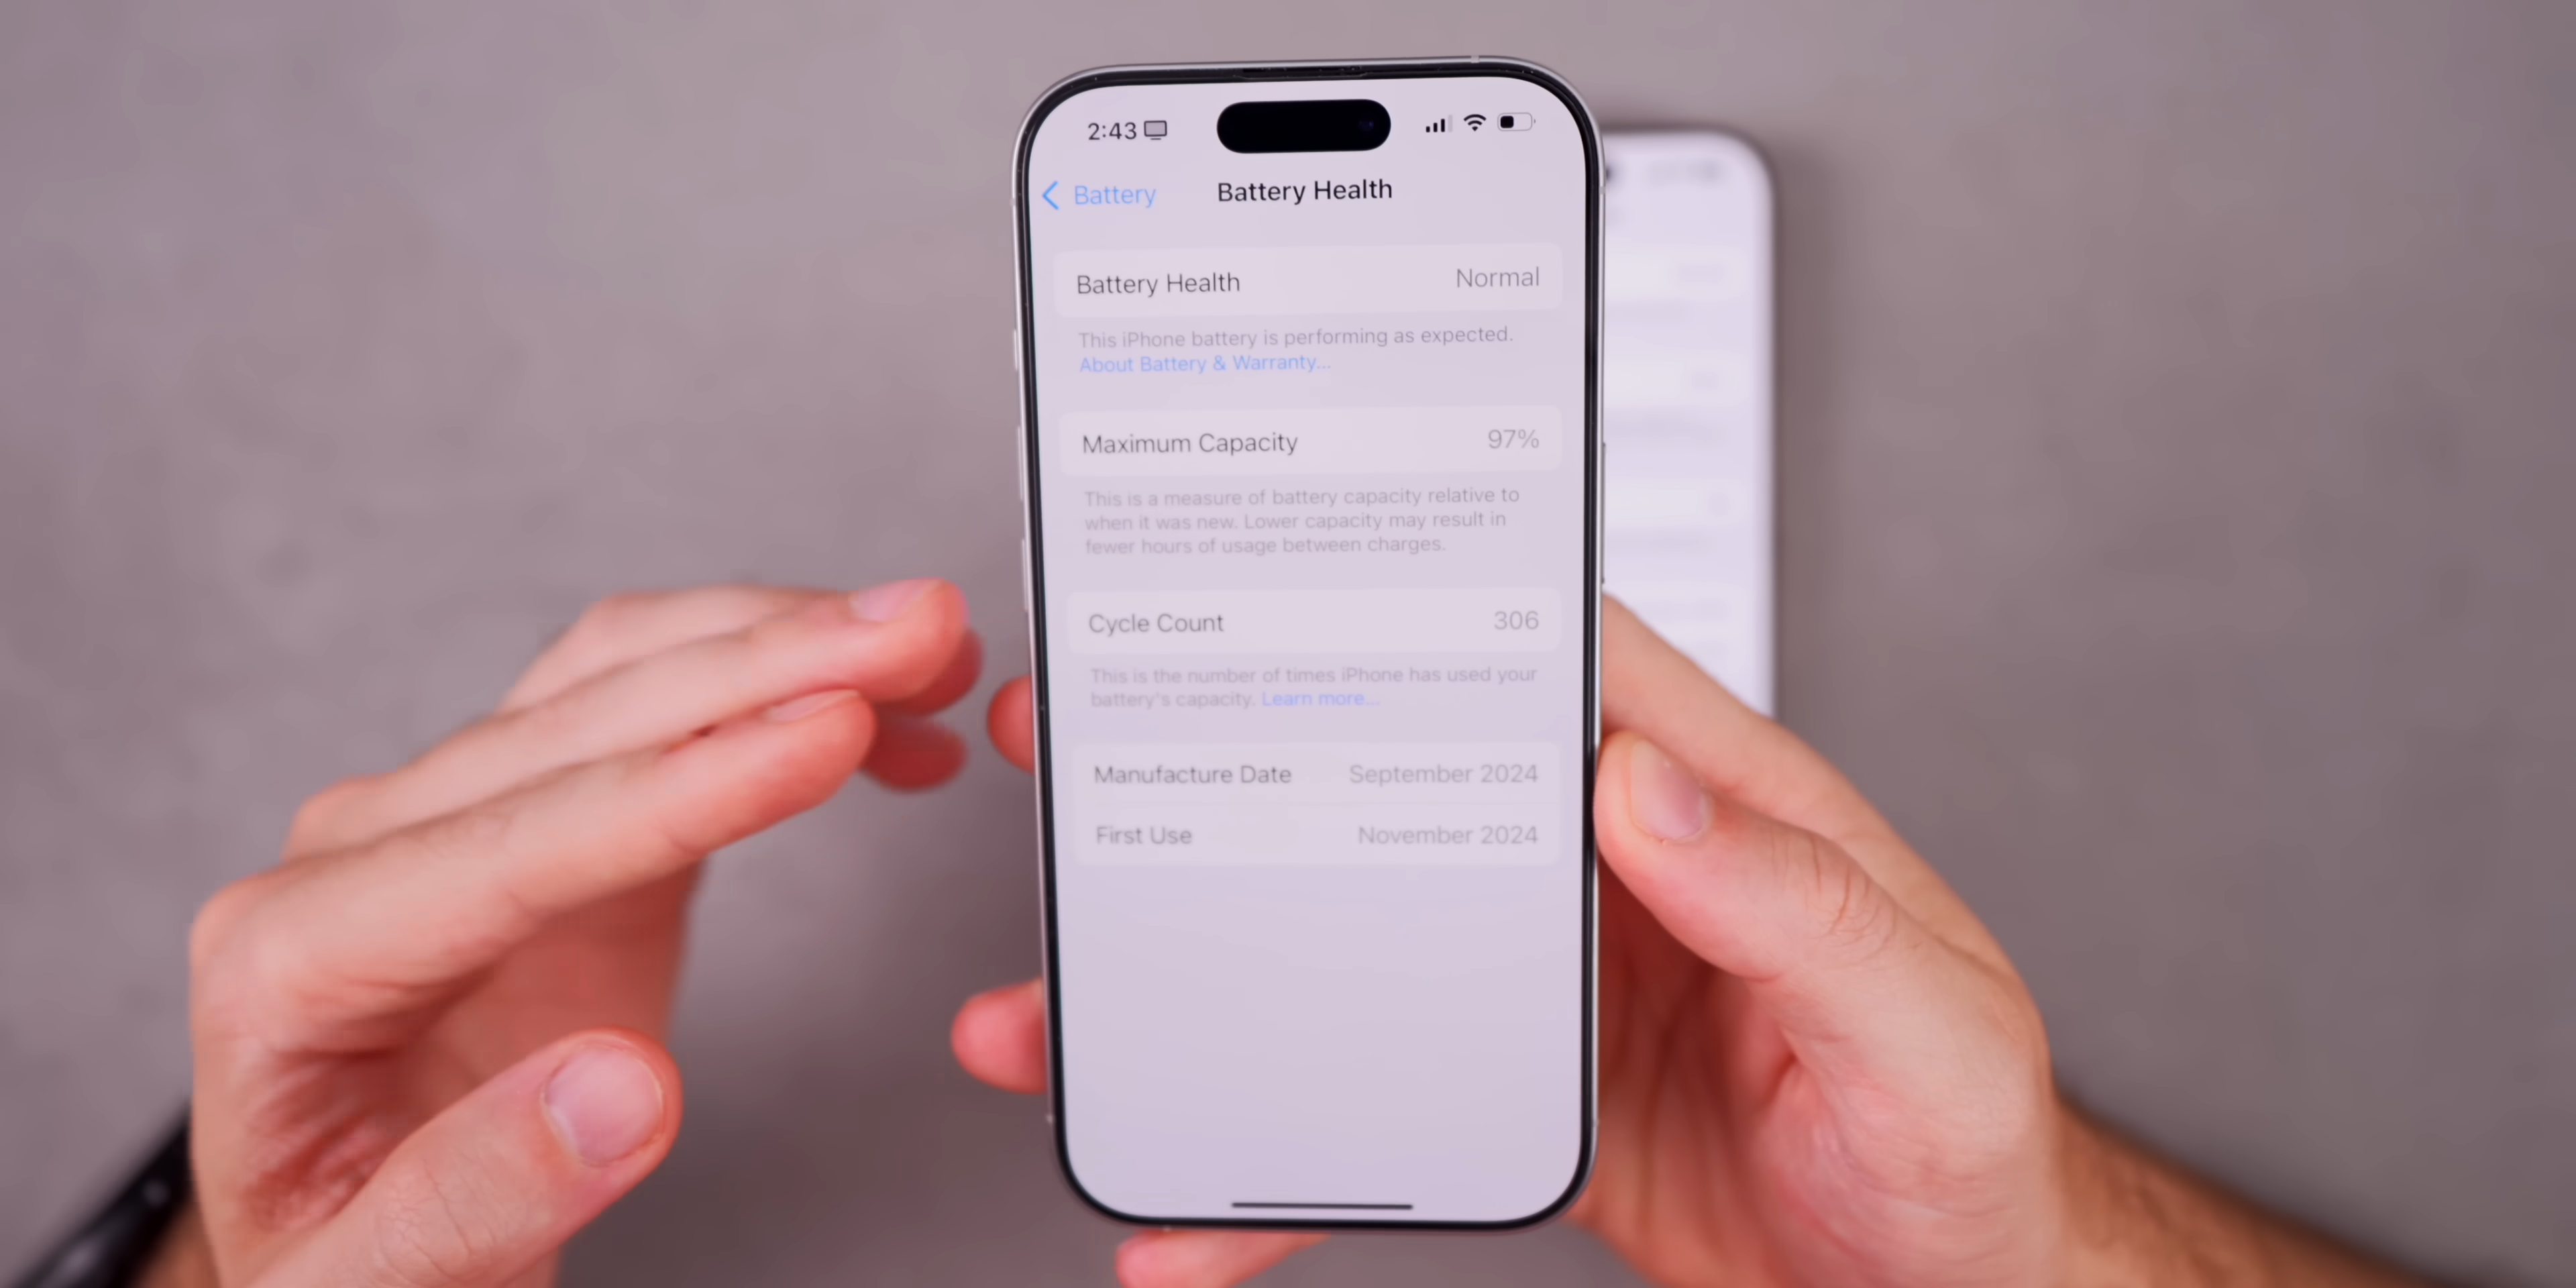 2:43
Battery Battery Health
Battery Health Normal
This iPhone battery is performing as expected.
About Battery & Warranty...
Maximum Capacity 97%
This is a measure of battery capacity relative to
when it was new. Lower capacity may result in
fewer hours of usage between charges.
Cycle Count 306
This is the number of times iPhone has used your
battery's capacity. Learn more...
Manufacture Date September 2024
First Use November 2024